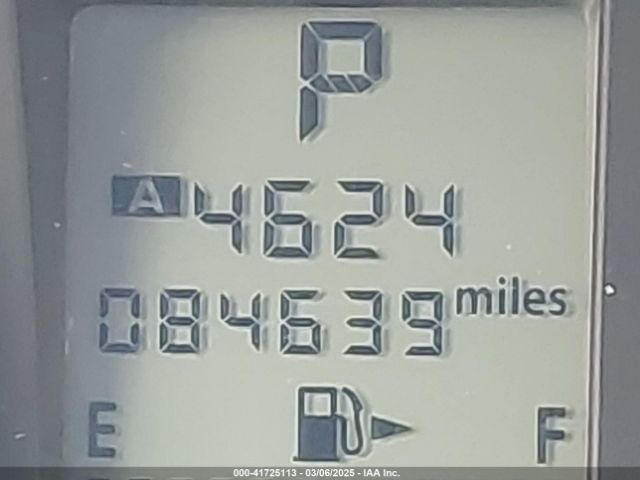 P
A 4624
084639 miles
E F
000-41725113 - 03/06/2025 - IAA Inc.